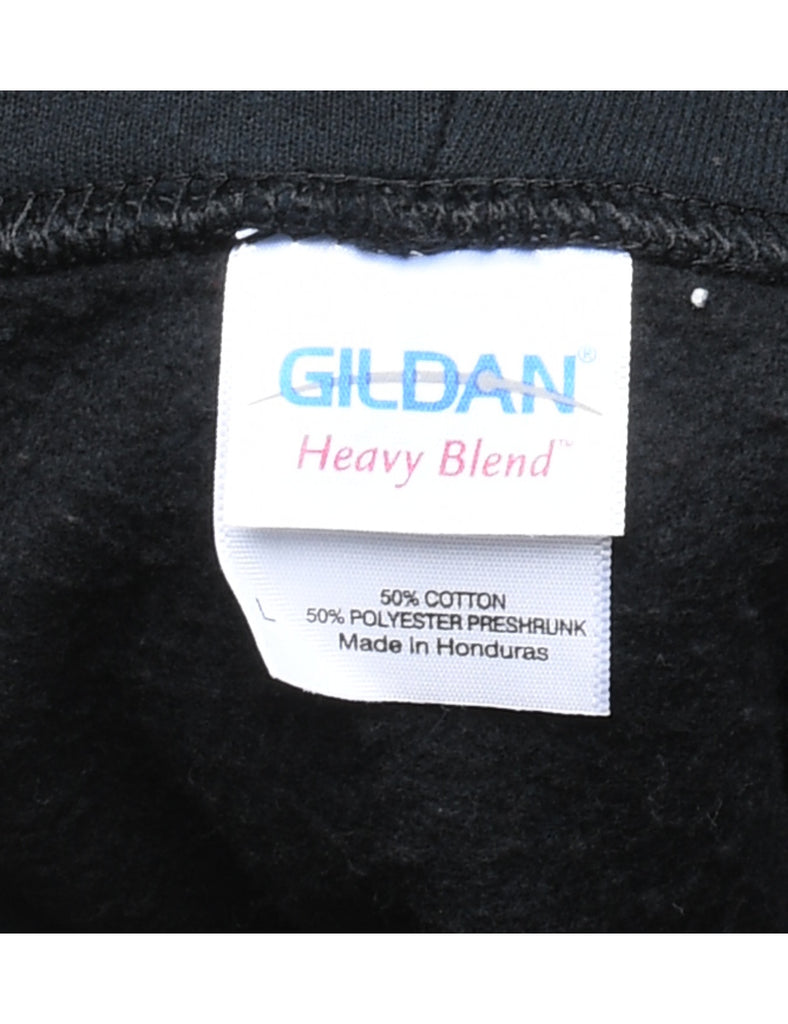 GILDAN®
Heavy Blend™
50% COTTON
L
50% POLYESTER PRESHRUNK
Made In Honduras